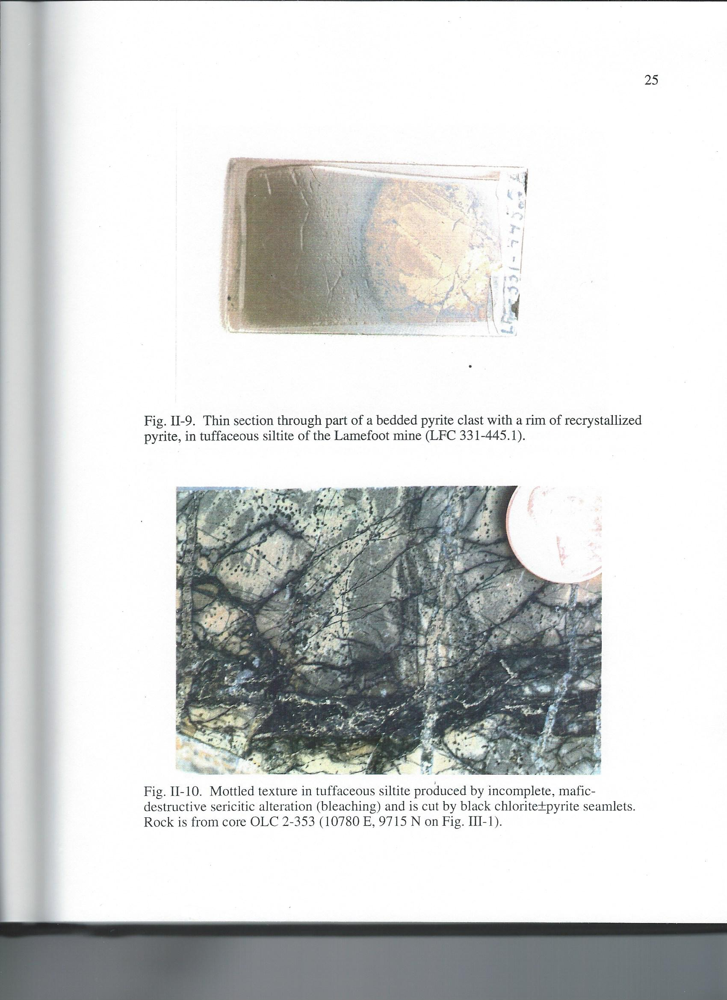 25
Fig. II-9. Thin section through part of a bedded pyrite clast with a rim of recrystallized
pyrite, in tuffaceous siltite of the Lamefoot mine (LFC 331-445.1).
Fig. II-10. Mottled texture in tuffaceous siltite produced by incomplete, mafic-
destructive sericitic alteration (bleaching) and is cut by black chlorite±pyrite seamlets.
Rock is from core OLC 2-353 (10780 E, 9715 N on Fig. III-1).